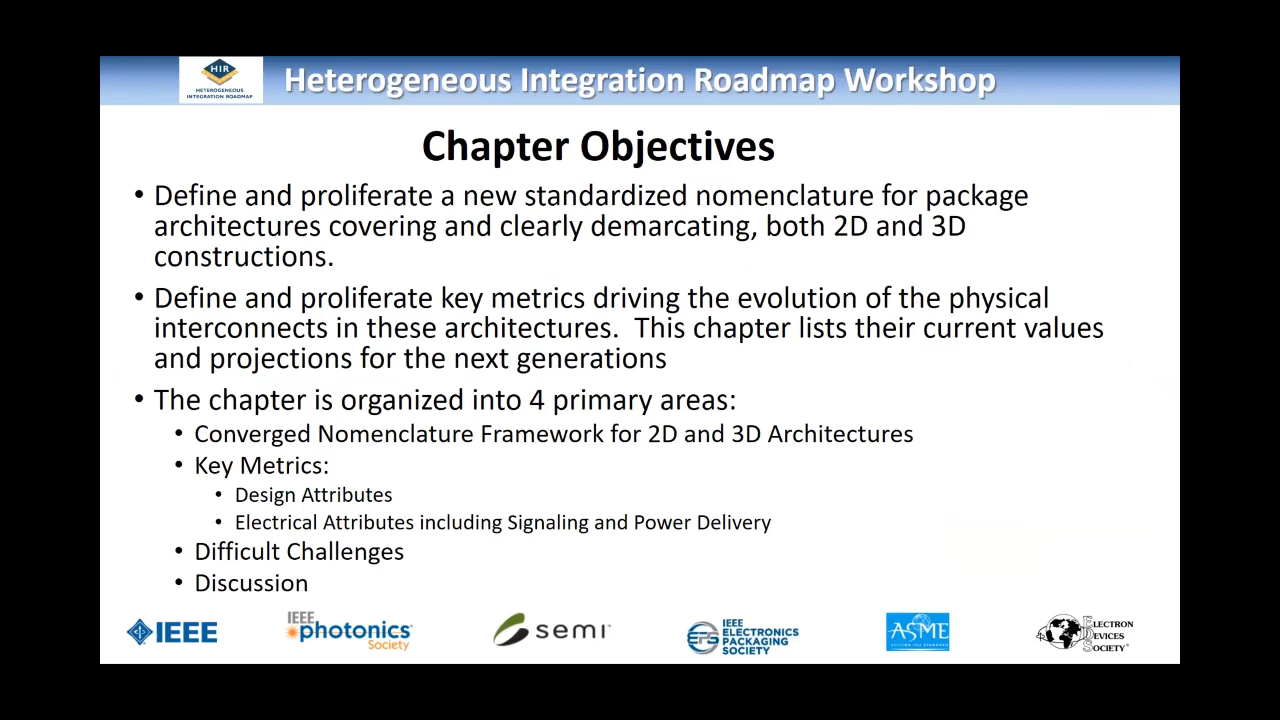 HIR
HETEROGENEOUS
INTEGRATION ROADMAP
Heterogeneous Integration Roadmap Workshop
Chapter Objectives
• Define and proliferate a new standardized nomenclature for package
architectures covering and clearly demarcating, both 2D and 3D
constructions.
• Define and proliferate key metrics driving the evolution of the physical
interconnects in these architectures.  This chapter lists their current values
and projections for the next generations
• The chapter is organized into 4 primary areas:
• Converged Nomenclature Framework for 2D and 3D Architectures
• Key Metrics:
• Design Attributes
• Electrical Attributes including Signaling and Power Delivery
• Difficult Challenges
• Discussion
IEEE
IEEE
photonics
Society
semi
EPS
IEEE
ELECTRONICS
PACKAGING
SOCIETY
ASME
SETTING THE STANDARD
ELECTRON
DEVICES
SOCIETY®